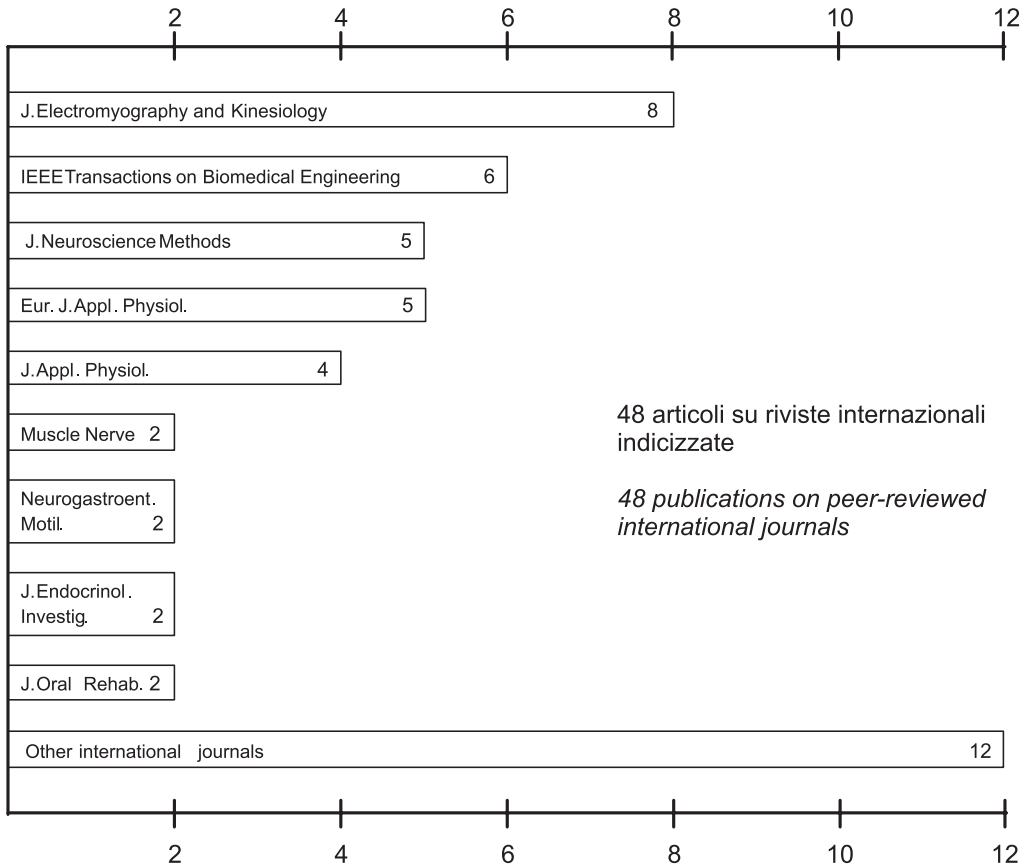 2 4 6 8 10 12
J.Electromyography and Kinesiology 8
IEEE Transactions on Biomedical Engineering 6
J.Neuroscience Methods 5
Eur. J.Appl. Physiol. 5
J.Appl. Physiol. 4
Muscle Nerve 2
Neurogastroent.
Motil. 2
J.Endocrinol.
Investig. 2
J.Oral Rehab. 2
Other international journals 12
48 articoli su riviste internazionali
indicizzate
48 publications on peer-reviewed
international journals
2 4 6 8 10 12